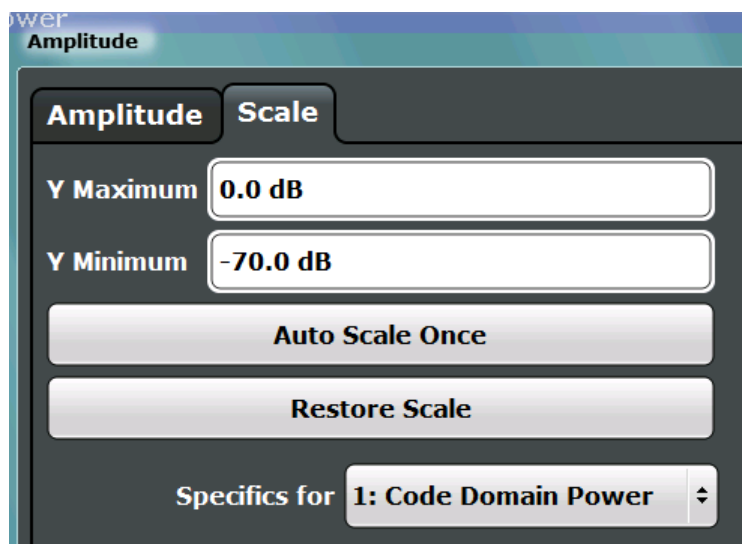 ower
Amplitude
Amplitude Scale
Y Maximum 0.0 dB
Y Minimum -70.0 dB
Auto Scale Once
Restore Scale
Specifics for 1: Code Domain Power